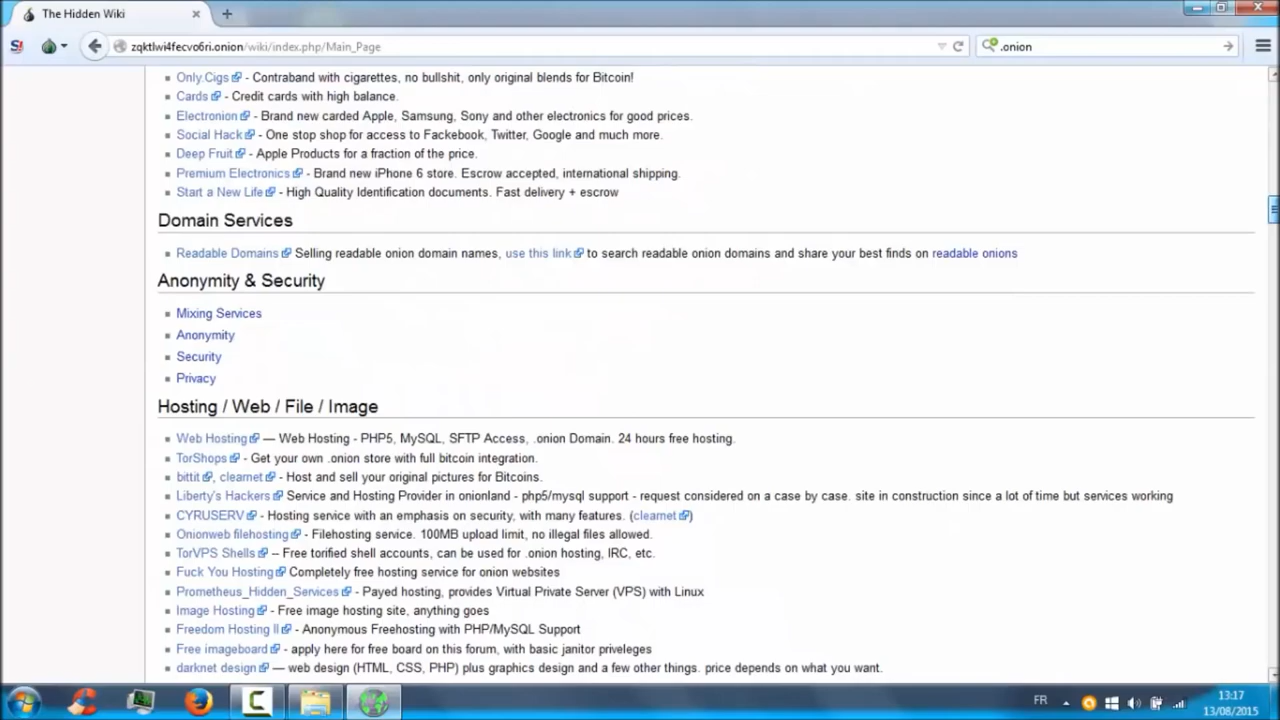 The Hidden Wiki
zqktlwi4fecvo6ri.onion/wiki/index.php/Main_Page
.onion
Only.Cigs - Contraband with cigarettes, no bullshit, only original blends for Bitcoin!
Cards - Credit cards with high balance.
Electronion - Brand new carded Apple, Samsung, Sony and other electronics for good prices.
Social Hack - One stop shop for access to Fackebook, Twitter, Google and much more.
Deep Fruit - Apple Products for a fraction of the price.
Premium Electronics - Brand new iPhone 6 store. Escrow accepted, international shipping.
Start a New Life - High Quality Identification documents. Fast delivery + escrow
Domain Services
Readable Domains Selling readable onion domain names, use this link to search readable onion domains and share your best finds on readable onions
Anonymity & Security
Mixing Services
Anonymity
Security
Privacy
Hosting / Web / File / Image
Web Hosting — Web Hosting - PHP5, MySQL, SFTP Access, .onion Domain. 24 hours free hosting.
TorShops - Get your own .onion store with full bitcoin integration.
bittit, clearnet - Host and sell your original pictures for Bitcoins.
Liberty's Hackers Service and Hosting Provider in onionland - php5/mysql support - request considered on a case by case. site in construction since a lot of time but services working
CYRUSERV - Hosting service with an emphasis on security, with many features. (clearnet)
Onionweb filehosting - Filehosting service. 100MB upload limit, no illegal files allowed.
TorVPS Shells – Free torified shell accounts, can be used for .onion hosting, IRC, etc.
Fuck You Hosting Completely free hosting service for onion websites
Prometheus_Hidden_Services - Payed hosting, provides Virtual Private Server (VPS) with Linux
Image Hosting - Free image hosting site, anything goes
Freedom Hosting II - Anonymous Freehosting with PHP/MySQL Support
Free imageboard - apply here for free board on this forum, with basic janitor priveleges
darknet design — web design (HTML, CSS, PHP) plus graphics design and a few other things. price depends on what you want.
FR
13:17
13/08/2015